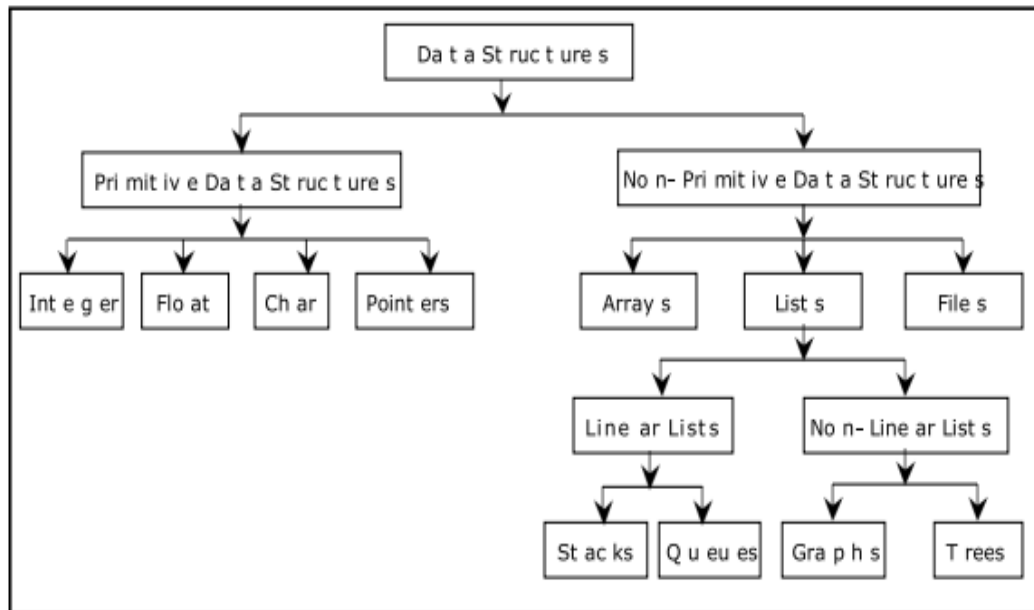 Data Structures
Primitive Data Structures
Non-Primitive Data Structures
Integer
Float
Char
Pointers
Arrays
Lists
Files
Linear Lists
Non-Linear Lists
Stacks
Queues
Graphs
Trees